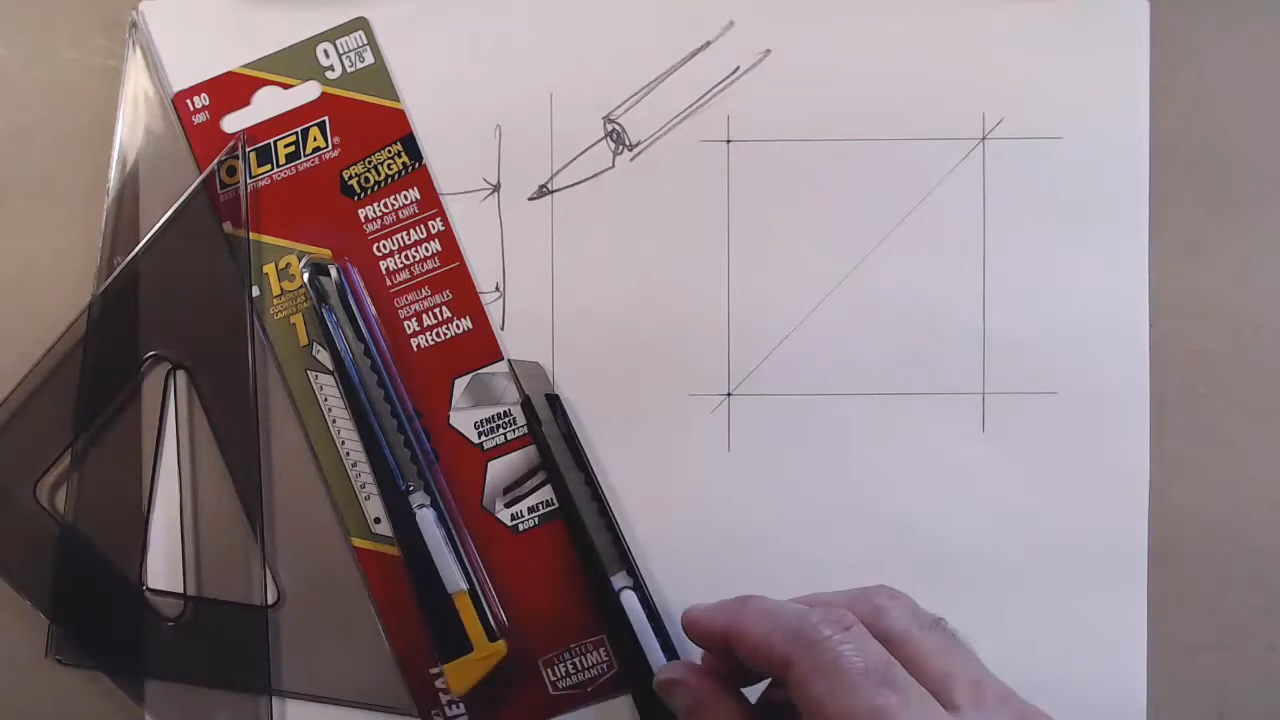 9mm
3/8"
180
5001
OLFA®
BEST CUTTING TOOLS SINCE 1956
PRECISION
TOUGH
PRECISION
SNAP-OFF KNIFE
COUTEAU DE
PRÉCISION
À LAME SÉCABLE
CUCHILLAS
DESPRENDIBLES
DE ALTA
PRECISIÓN
13
1
GENERAL
PURPOSE
SILVER BLADE
ALL METAL
BODY
LIMITED
LIFETIME
WARRANTY